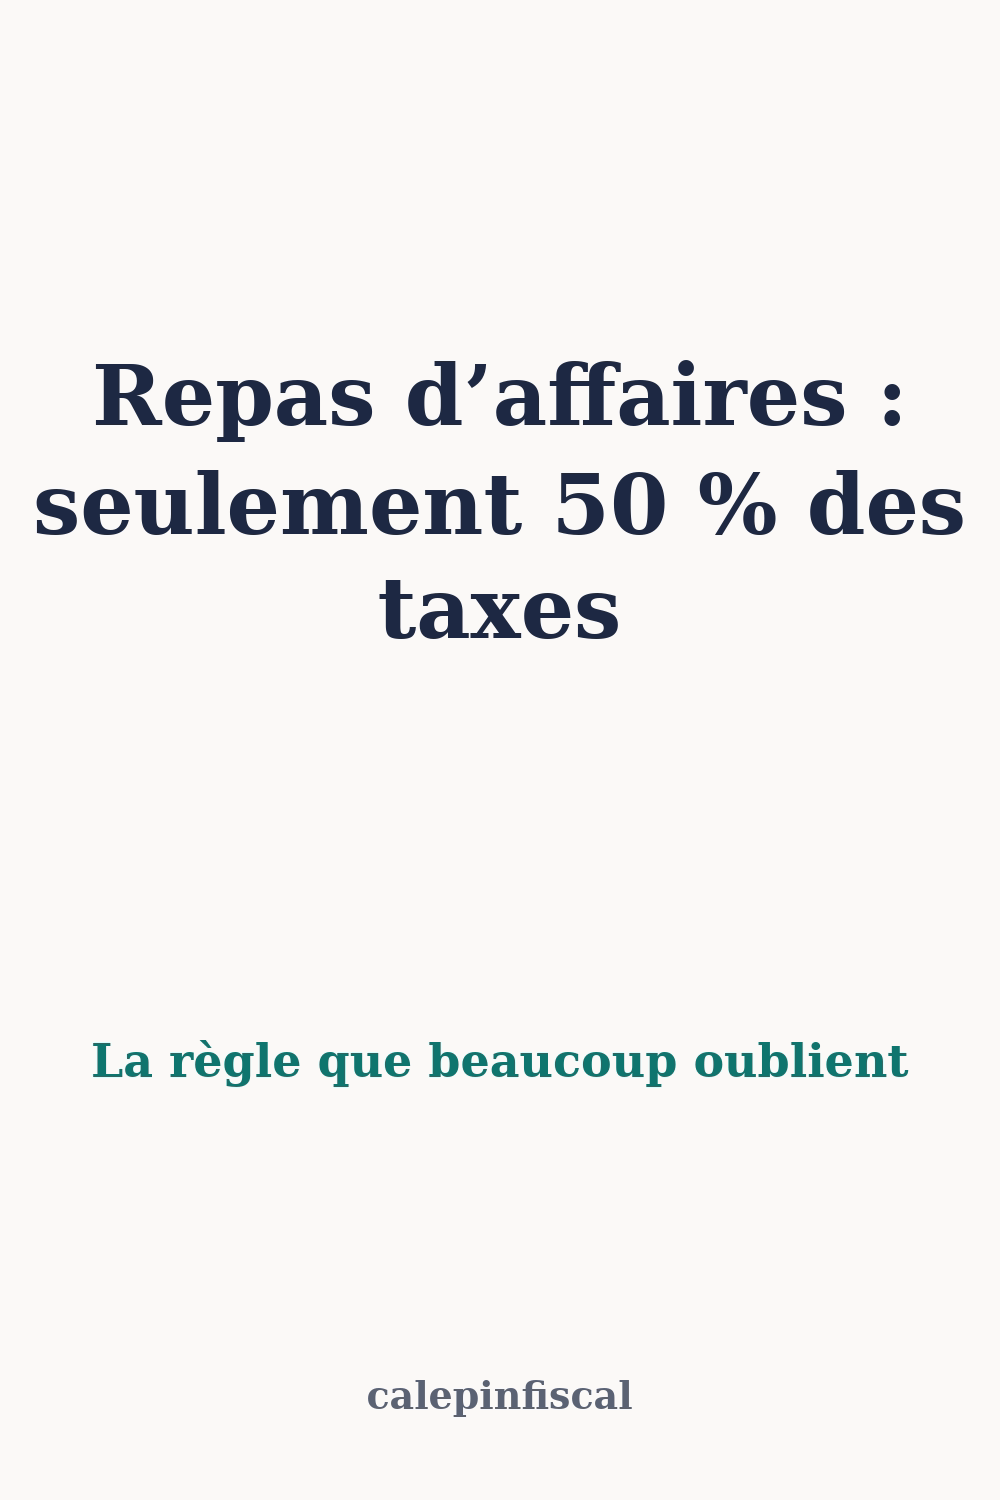 Repas d’affaires :
seulement 50 % des
taxes
La règle que beaucoup oublient
calepinfiscal